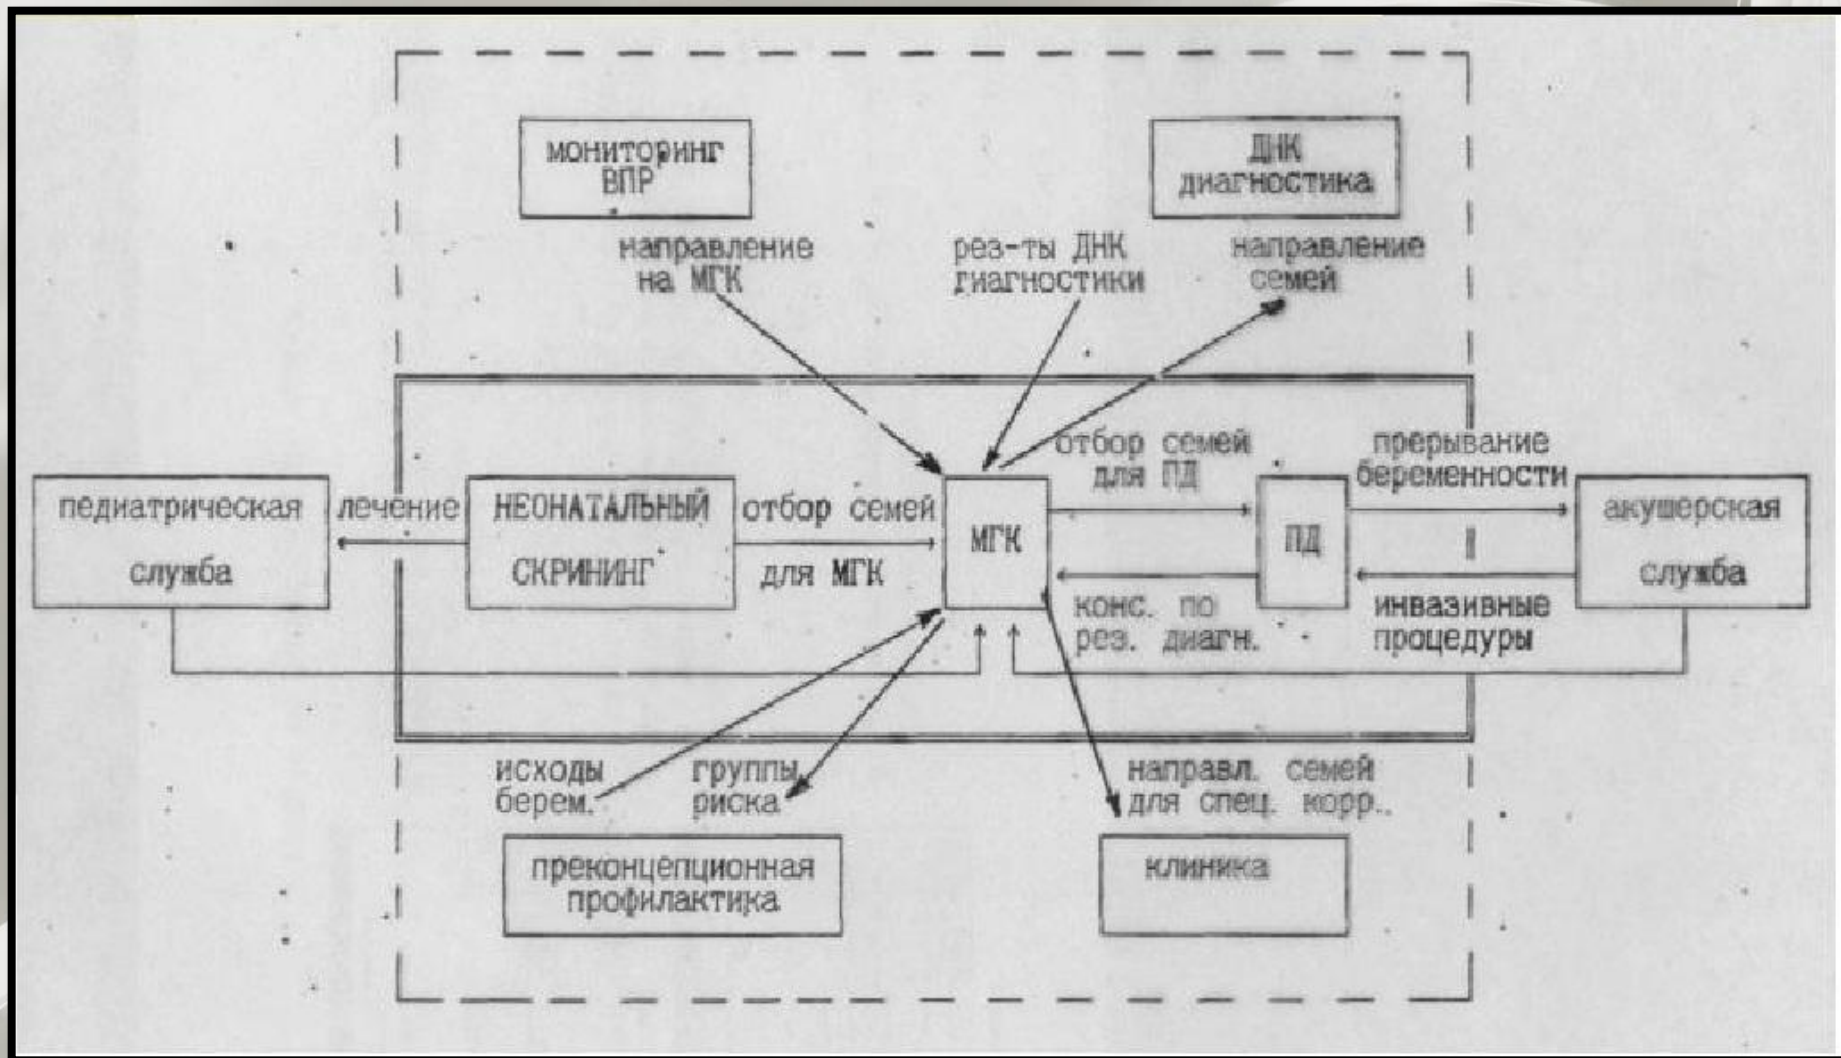 мониторинг
ВПР
ДНК
диагностика
направление
на МГК
рез-ты ДНК
гиагностики
направление
семей
отбор семей
для ПД
прерывание
беременности
педиатрическая
служба
лечение
НЕОНАТАЛЬНЫЙ
СКРИНИНГ
отбор семей
для МГК
МГК
ПД
акушерская
служба
конс. по
рез. диагн.
инвазивные
процедуры
исходы
берем.
группы
риска
направл. семей
для спец. корр..
преконцепционная
профилактика
клиника